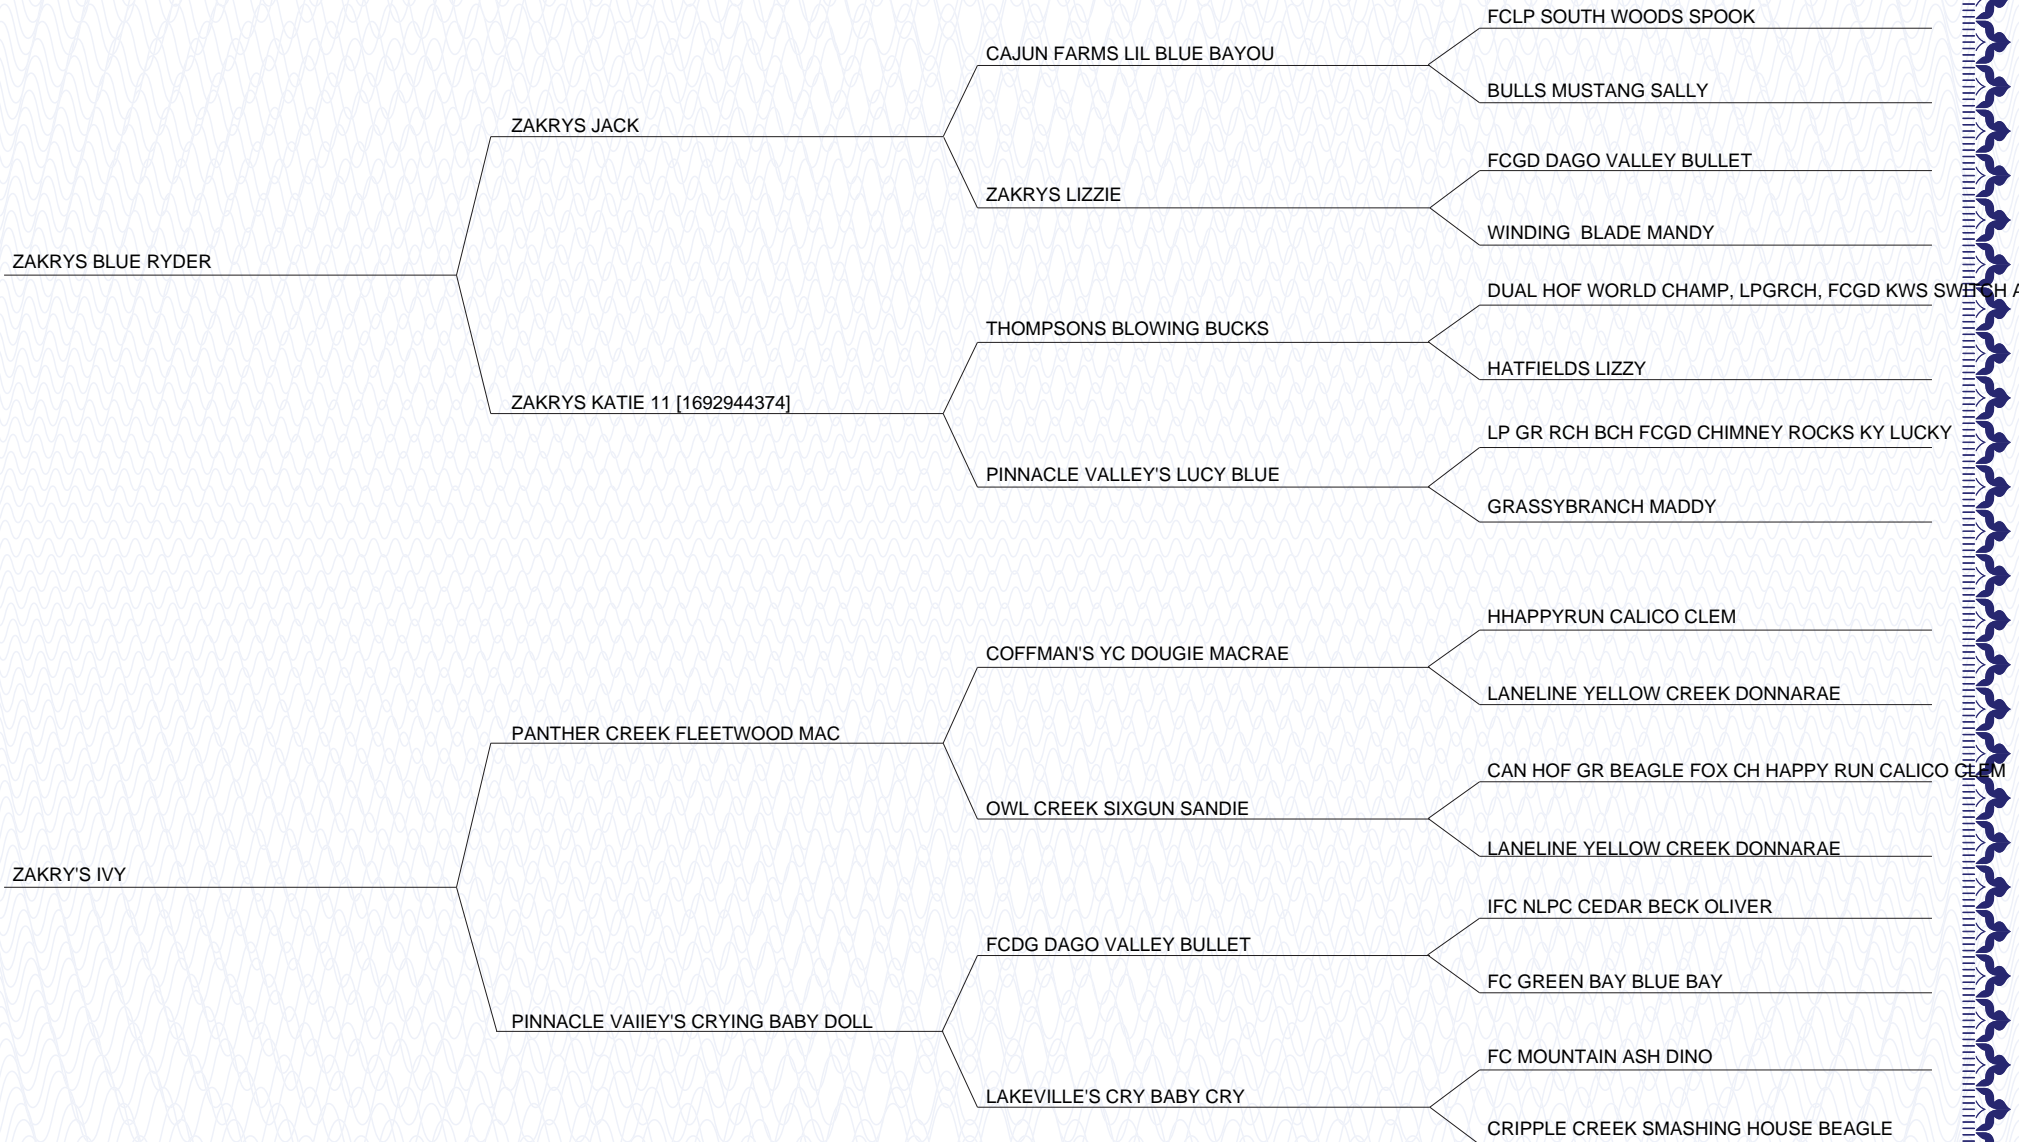 FCLP SOUTH WOODS SPOOK
CAJUN FARMS LIL BLUE BAYOU
BULLS MUSTANG SALLY
ZAKRYS JACK
FCGD DAGO VALLEY BULLET
ZAKRYS LIZZIE
WINDING  BLADE MANDY
ZAKRYS BLUE RYDER
DUAL HOF WORLD CHAMP, LPGRCH, FCGD KWS SWITCH A
THOMPSONS BLOWING BUCKS
HATFIELDS LIZZY
ZAKRYS KATIE 11 [1692944374]
LP GR RCH BCH FCGD CHIMNEY ROCKS KY LUCKY
PINNACLE VALLEY'S LUCY BLUE
GRASSYBRANCH MADDY
HHAPPYRUN CALICO CLEM
COFFMAN'S YC DOUGIE MACRAE
LANELINE YELLOW CREEK DONNARAE
PANTHER CREEK FLEETWOOD MAC
CAN HOF GR BEAGLE FOX CH HAPPY RUN CALICO CLEM
OWL CREEK SIXGUN SANDIE
LANELINE YELLOW CREEK DONNARAE
ZAKRY'S IVY
IFC NLPC CEDAR BECK OLIVER
FCDG DAGO VALLEY BULLET
FC GREEN BAY BLUE BAY
PINNACLE VAIIEY'S CRYING BABY DOLL
FC MOUNTAIN ASH DINO
LAKEVILLE'S CRY BABY CRY
CRIPPLE CREEK SMASHING HOUSE BEAGLE